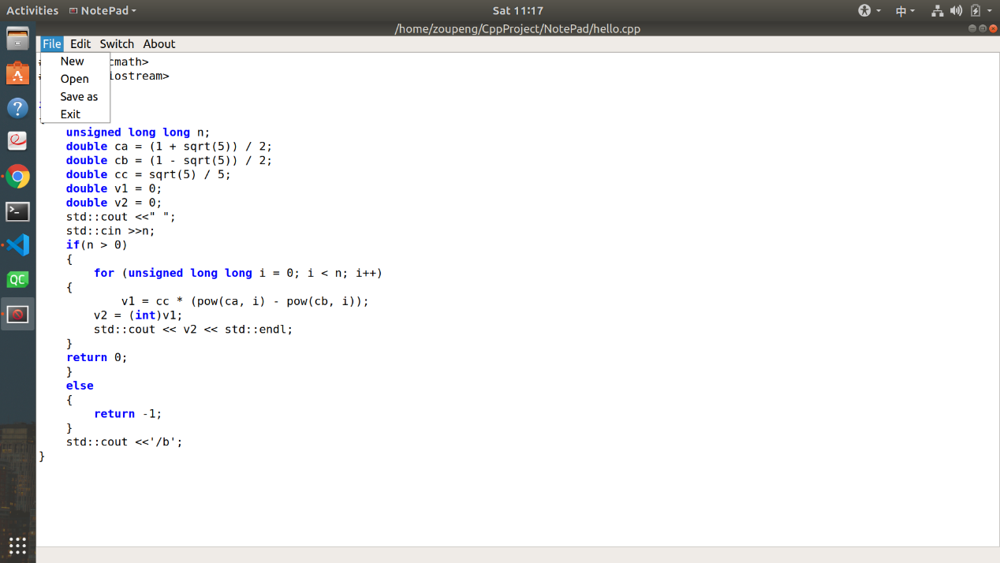 Activities NotePad Sat 11:17 中
/home/zoupeng/CppProject/NotePad/hello.cpp
File Edit Switch About
New
Open
Save as
Exit
cmath>
iostream>
unsigned long long n;
double ca = (1 + sqrt(5)) / 2;
double cb = (1 - sqrt(5)) / 2;
double cc = sqrt(5) / 5;
double v1 = 0;
double v2 = 0;
std::cout <<" ";
std::cin >>n;
if(n > 0)
{
for (unsigned long long i = 0; i < n; i++)
{
v1 = cc * (pow(ca, i) - pow(cb, i));
v2 = (int)v1;
std::cout << v2 << std::endl;
}
return 0;
}
else
{
return -1;
}
std::cout <<'/b';
}
A
?
>_
QC